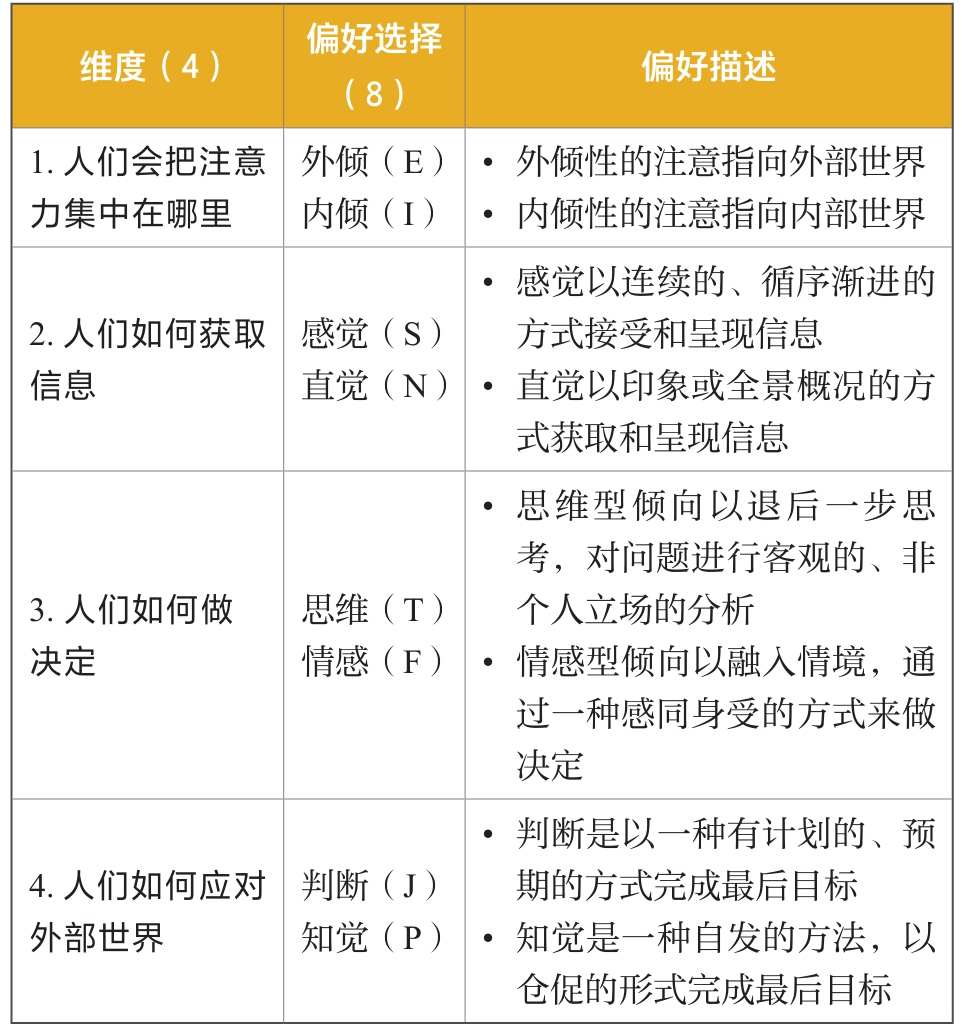 维度（4）
偏好选择
（8）
偏好描述
1. 人们会把注意
力集中在哪里
外倾（E）
内倾（I）
• 外倾性的注意指向外部世界
• 内倾性的注意指向内部世界
2. 人们如何获取
信息
感觉（S）
直觉（N）
• 感觉以连续的、循序渐进的
方式接受和呈现信息
• 直觉以印象或全景概况的方
式获取和呈现信息
3. 人们如何做
决定
思维（T）
情感（F）
• 思维型倾向以退后一步思
考，对问题进行客观的、非
个人立场的分析
• 情感型倾向以融入情境，通
过一种感同身受的方式来做
决定
4. 人们如何应对
外部世界
判断（J）
知觉（P）
• 判断是以一种有计划的、预
期的方式完成最后目标
• 知觉是一种自发的方法，以
仓促的形式完成最后目标